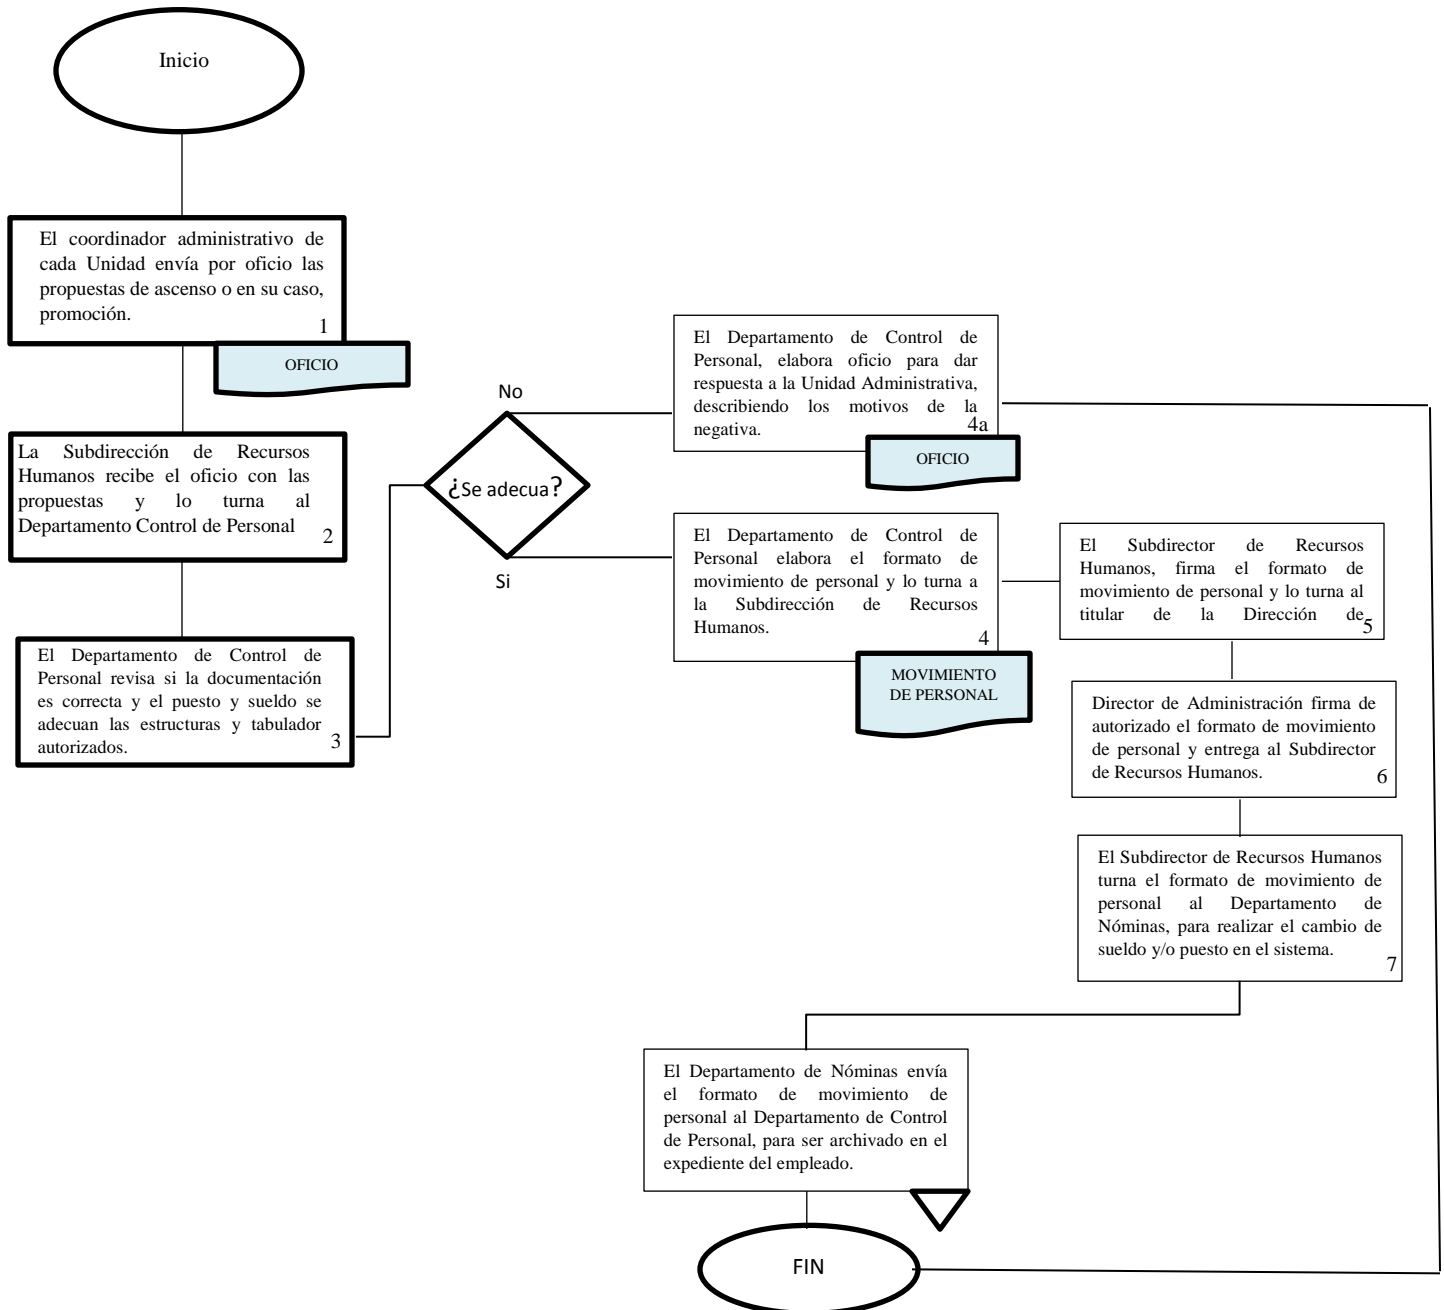 Inicio
El coordinador administrativo de
cada Unidad envía por oficio las
propuestas de ascenso o en su caso,
promoción.
1
OFICIO
La Subdirección de Recursos
Humanos recibe el oficio con las
propuestas y lo turna al
Departamento Control de Personal
2
El Departamento de Control de
Personal revisa si la documentación
es correcta y el puesto y sueldo se
adecuan las estructuras y tabulador
autorizados.
3
¿Se adecua?
No
El Departamento de Control de
Personal, elabora oficio para dar
respuesta a la Unidad Administrativa,
describiendo los motivos de la
negativa.
4a
OFICIO
Si
El Departamento de Control de
Personal elabora el formato de
movimiento de personal y lo turna a
la Subdirección de Recursos
Humanos.
4
MOVIMIENTO
DE PERSONAL
El Subdirector de Recursos
Humanos, firma el formato de
movimiento de personal y lo turna al
titular de la Dirección de
5
Director de Administración firma de
autorizado el formato de movimiento
de personal y entrega al Subdirector
de Recursos Humanos.
6
El Subdirector de Recursos Humanos
turna el formato de movimiento de
personal al Departamento de
Nóminas, para realizar el cambio de
sueldo y/o puesto en el sistema.
7
El Departamento de Nóminas envía
el formato de movimiento de
personal al Departamento de Control
de Personal, para ser archivado en el
expediente del empleado.
FIN